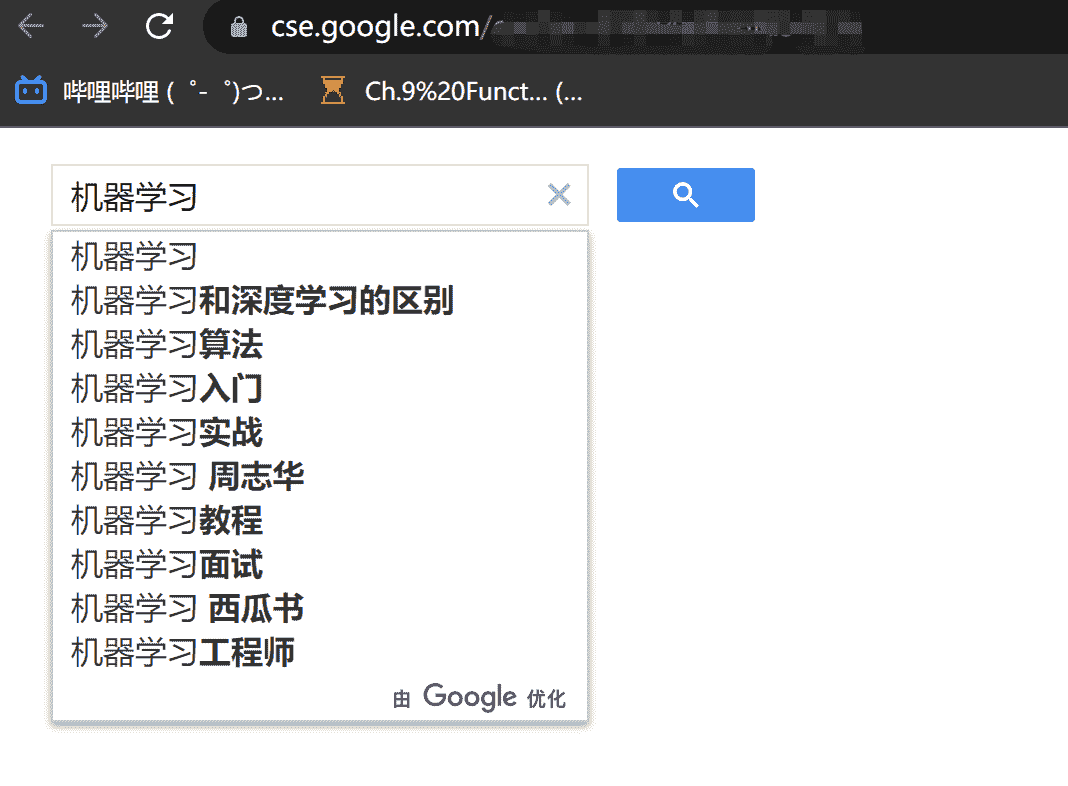 cse.google.com/
哔哩哔哩 ( ゜- ゜)つ... Ch.9%20Funct... (...
机器学习
机器学习
机器学习和深度学习的区别
机器学习算法
机器学习入门
机器学习实战
机器学习 周志华
机器学习教程
机器学习面试
机器学习 西瓜书
机器学习工程师
由 Google 优化